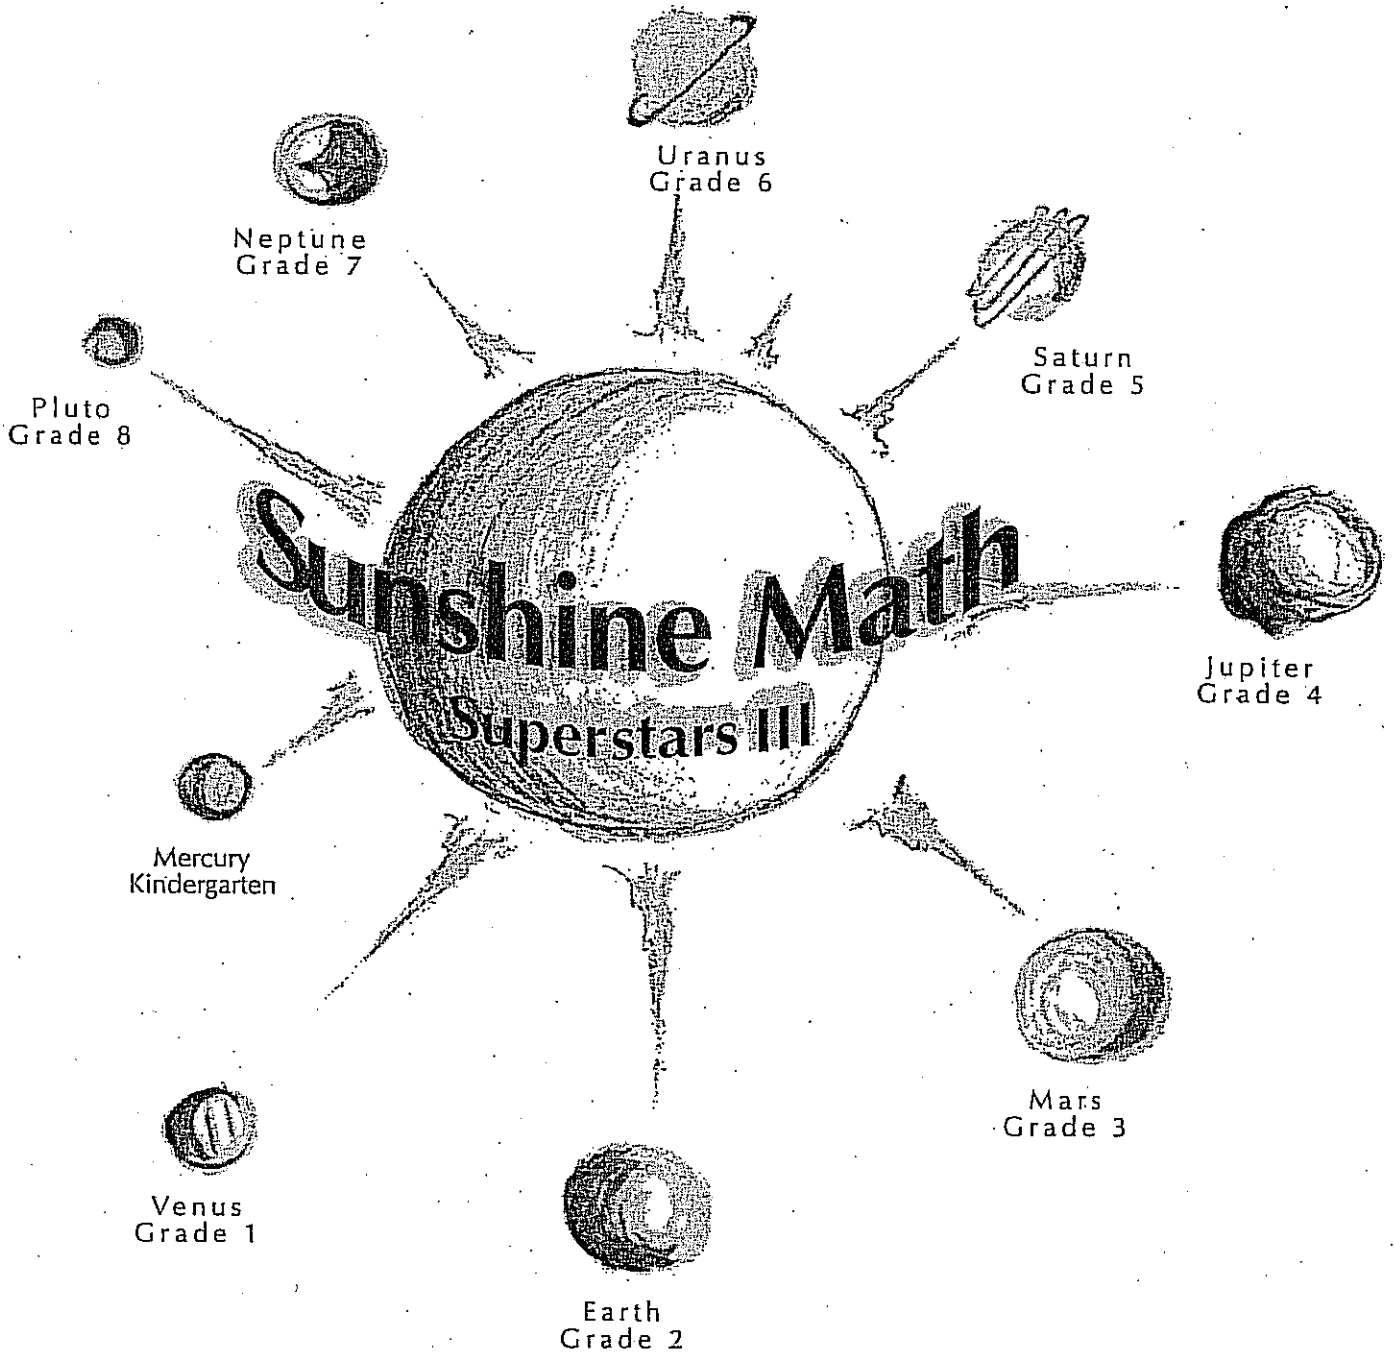 Uranus
Grade 6
Neptune
Grade 7
Saturn
Grade 5
Pluto
Grade 8
Sunshine Math
Superstars III
Jupiter
Grade 4
Mercury
Kindergarten
Mars
Grade 3
Venus
Grade 1
Earth
Grade 2